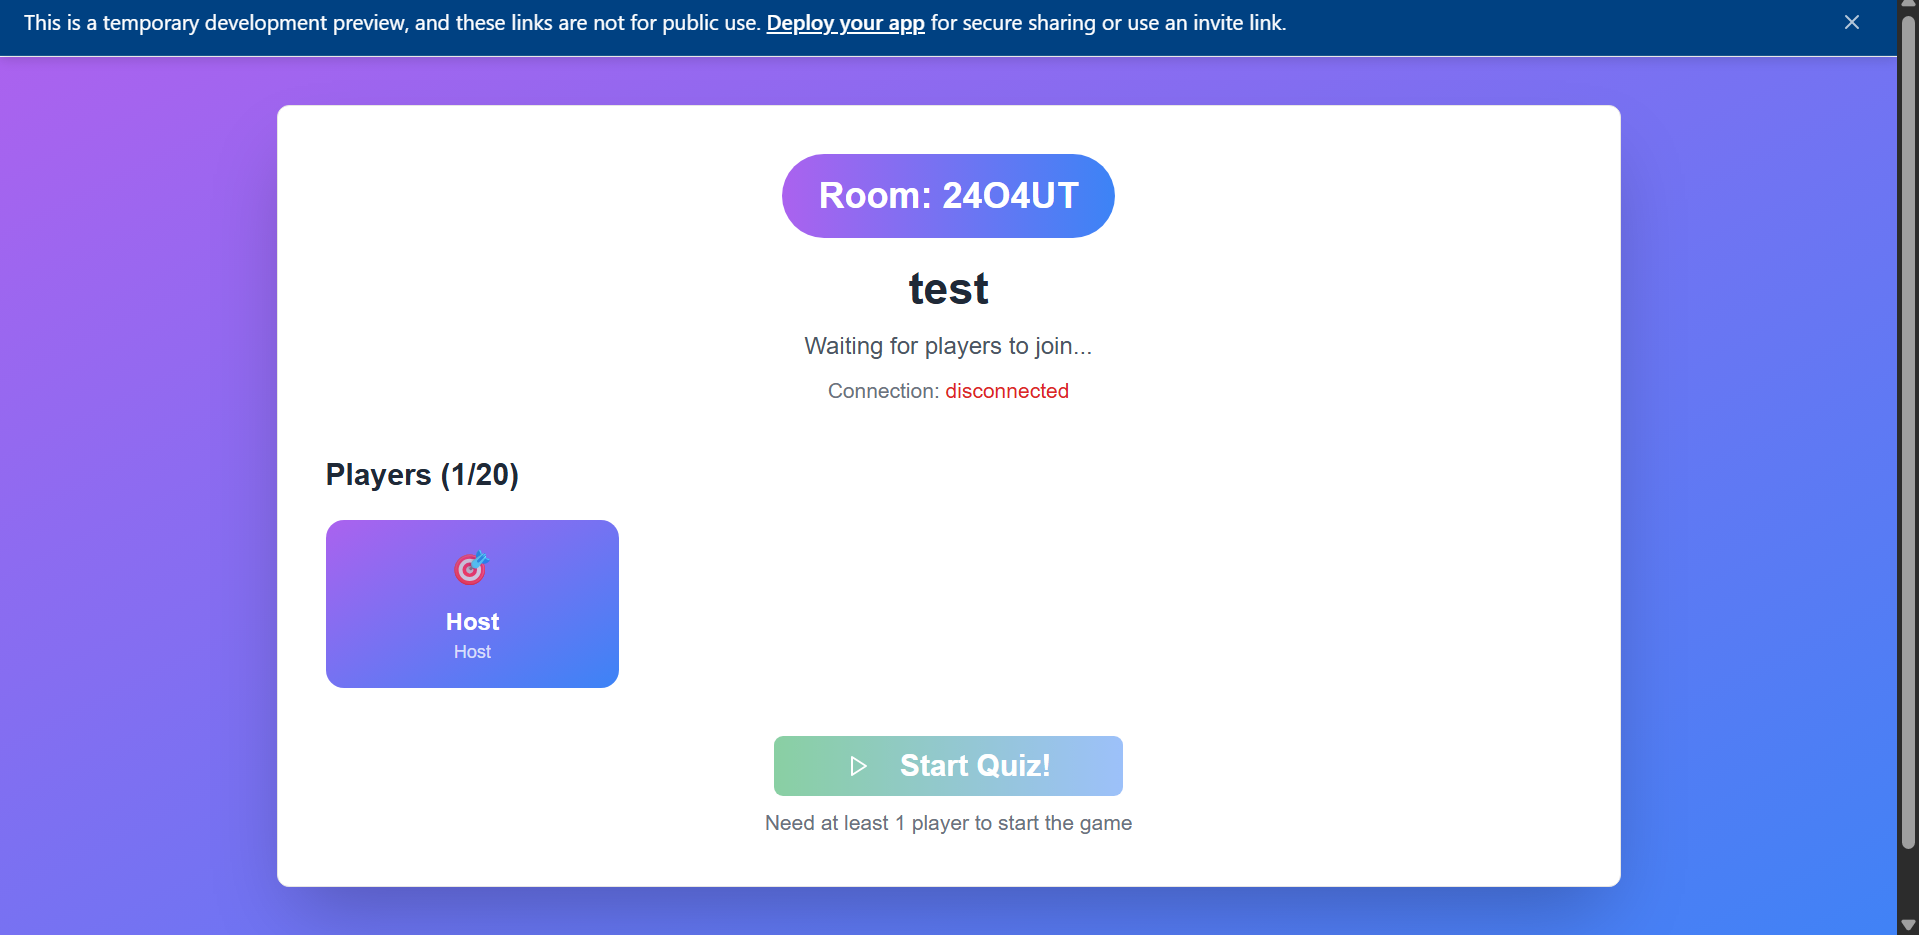 This is a temporary development preview, and these links are not for public use. Deploy your app for secure sharing or use an invite link.
Room: 24O4UT
test
Waiting for players to join...
Connection: disconnected
Players (1/20)
Host
Host
Start Quiz!
Need at least 1 player to start the game